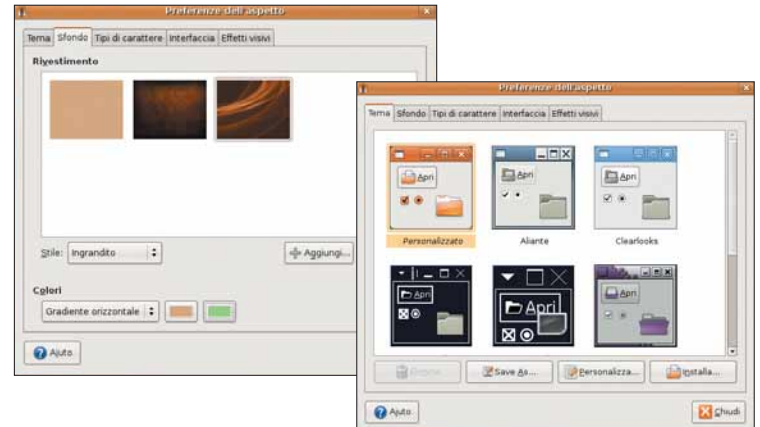 Preferenze dell'aspetto
Tema Sfondo Tipi di carattere Interfaccia Effetti visivi
Rivestimento
Stile: Ingrandito
Aggiungi...
Colori
Gradiente orizzontale
Aiuto
Preferenze dell'aspetto
Tema Sfondo Tipi di carattere Interfaccia Effetti visivi
Apri Apri Apri
Personalizzato Aliante Clearlooks
Apri Apri Apri
Save As... Personalizza... Installa...
Aiuto Chiudi